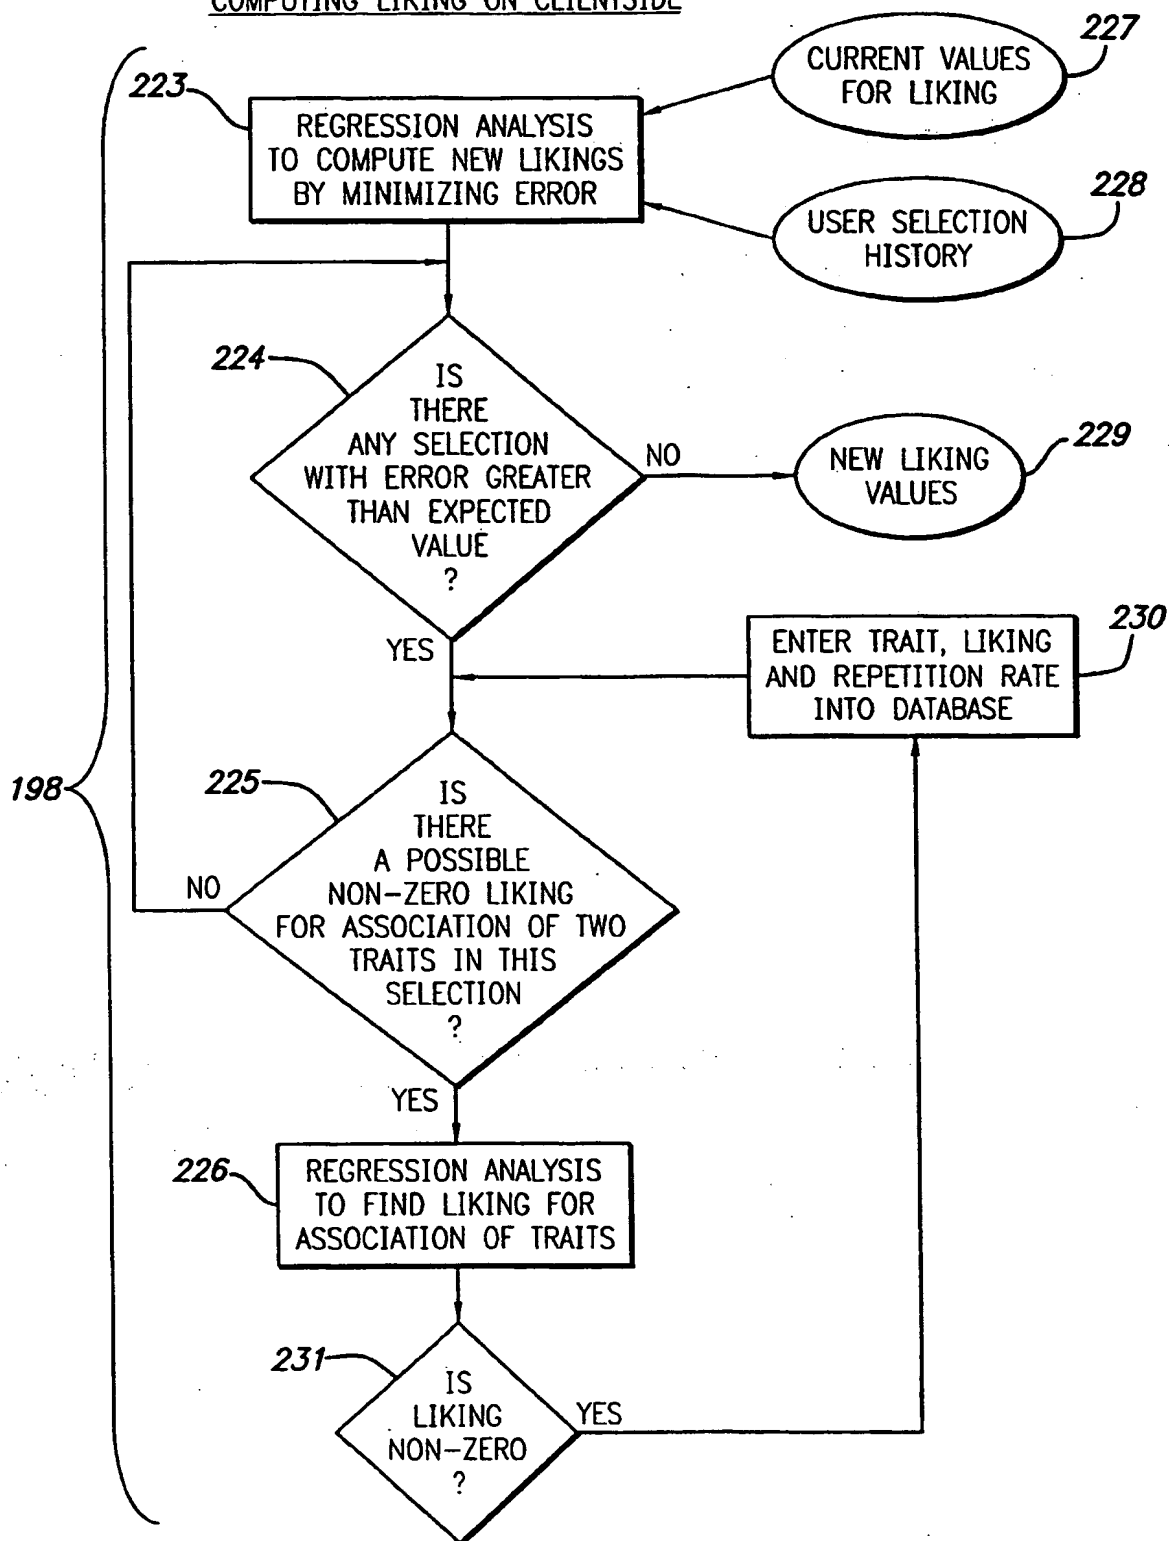 COMPUTING LIKING ON CLIENTSIDE
227
CURRENT VALUES
FOR LIKING
223
REGRESSION ANALYSIS
TO COMPUTE NEW LIKINGS
BY MINIMIZING ERROR
228
USER SELECTION
HISTORY
224
IS
THERE
ANY SELECTION
WITH ERROR GREATER
THAN EXPECTED
VALUE
?
NO
229
NEW LIKING
VALUES
YES
230
ENTER TRAIT, LIKING
AND REPETITION RATE
INTO DATABASE
198
225
IS
THERE
A POSSIBLE
NON-ZERO LIKING
FOR ASSOCIATION OF TWO
TRAITS IN THIS
SELECTION
?
NO
YES
226
REGRESSION ANALYSIS
TO FIND LIKING FOR
ASSOCIATION OF TRAITS
231
IS
LIKING
NON-ZERO
?
YES